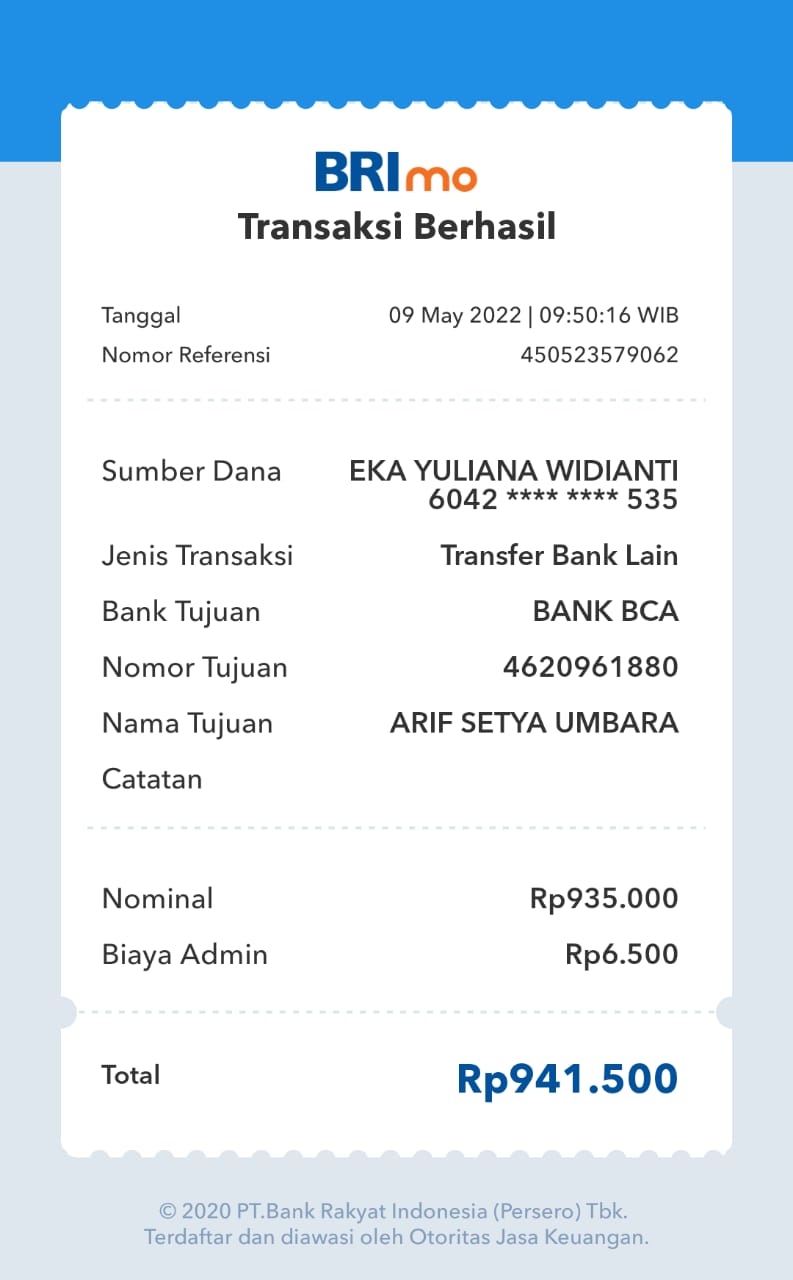 BRImo
Transaksi Berhasil
Tanggal 09 May 2022 | 09:50:16 WIB
Nomor Referensi 450523579062
Sumber Dana EKA YULIANA WIDIANTI
6042 **** **** 535
Jenis Transaksi Transfer Bank Lain
Bank Tujuan BANK BCA
Nomor Tujuan 4620961880
Nama Tujuan ARIF SETYA UMBARA
Catatan
Nominal Rp935.000
Biaya Admin Rp6.500
Total Rp941.500
© 2020 PT.Bank Rakyat Indonesia (Persero) Tbk.
Terdaftar dan diawasi oleh Otoritas Jasa Keuangan.